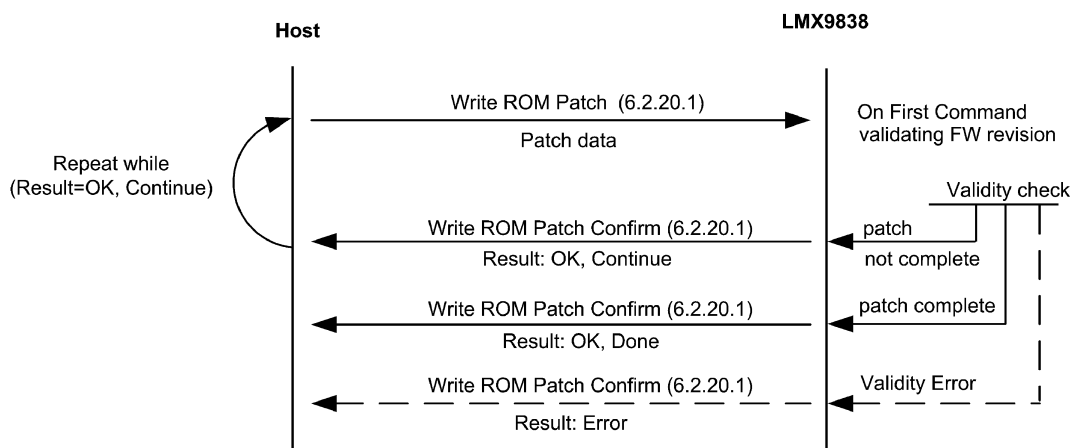 Host
LMX9838
Write ROM Patch (6.2.20.1)
Patch data
On First Command
validating FW revision
Repeat while
(Result=OK, Continue)
Validity check
Write ROM Patch Confirm (6.2.20.1)
Result: OK, Continue
patch
not complete
Write ROM Patch Confirm (6.2.20.1)
Result: OK, Done
patch complete
Write ROM Patch Confirm (6.2.20.1)
Result: Error
Validity Error